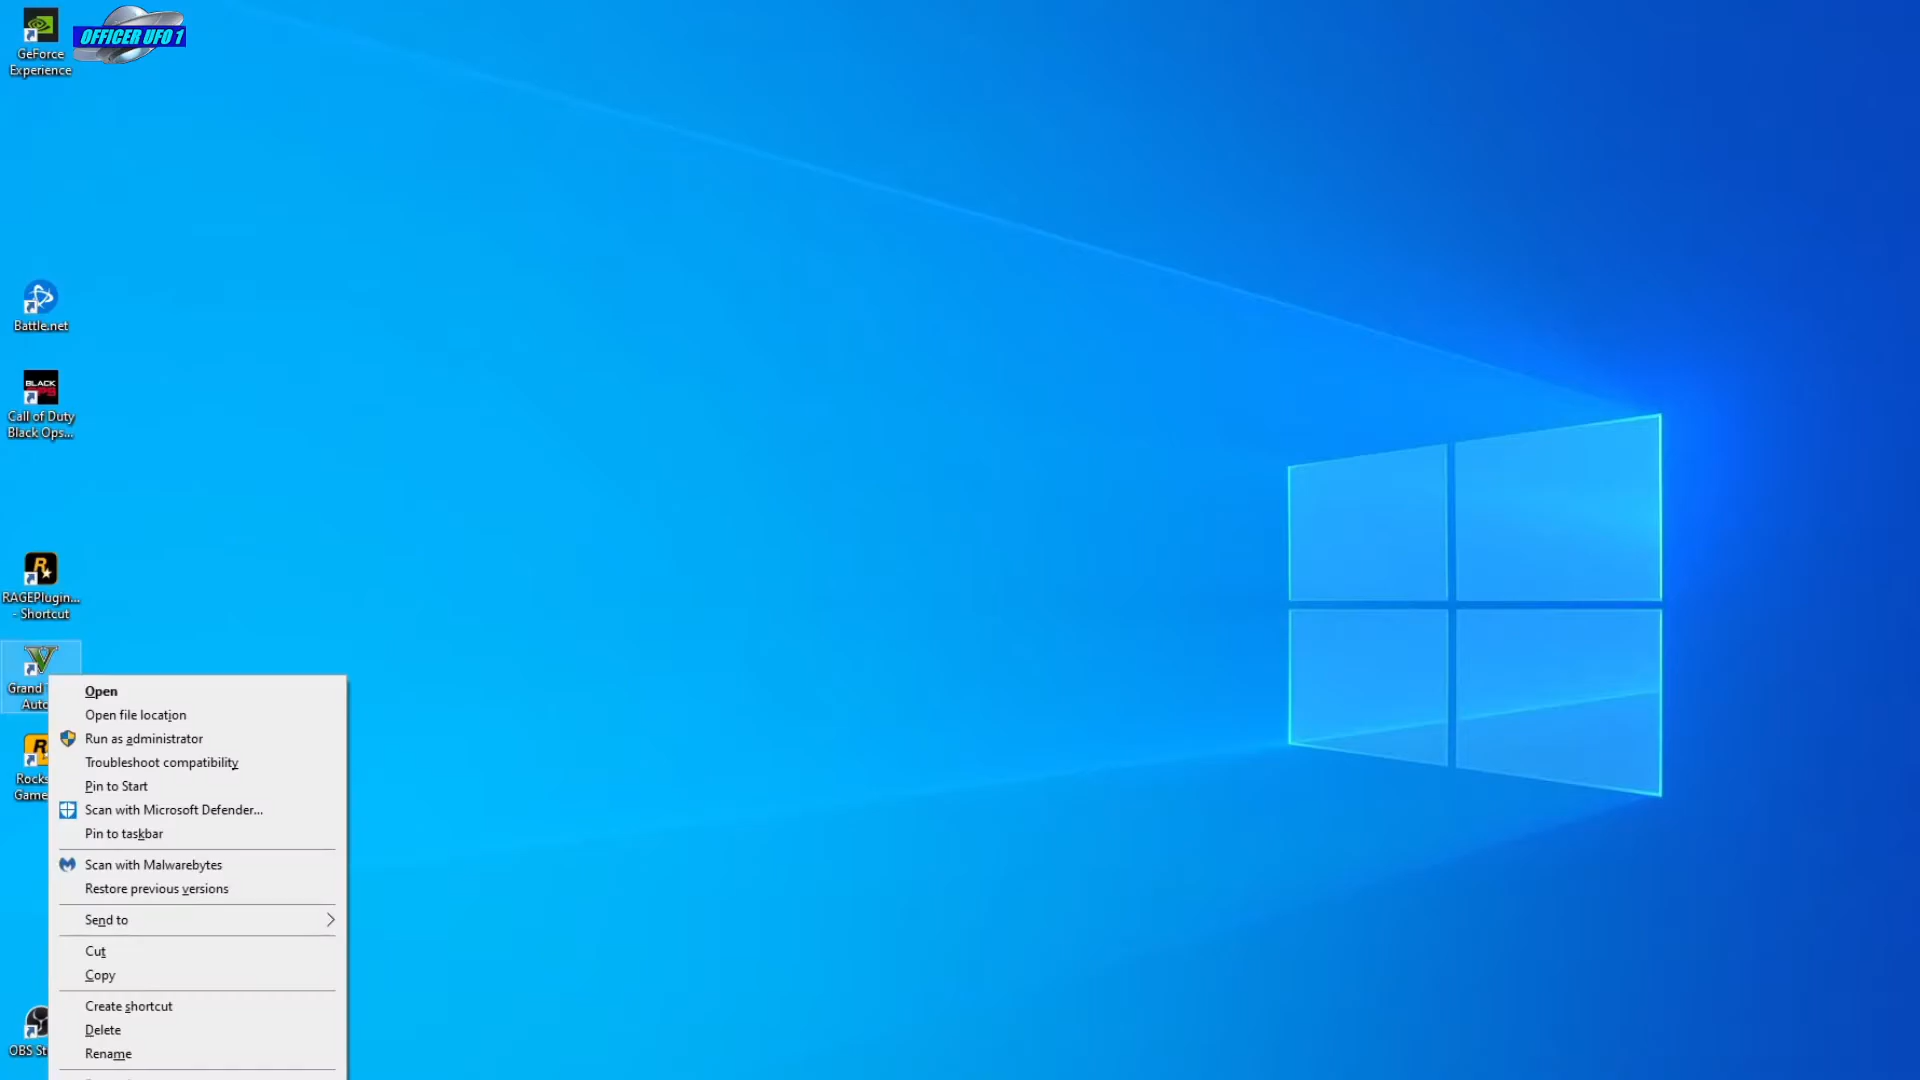 GeForce
Experience
OFFICER UFO 1
Battle.net
BLACK
Call of Duty
Black Ops...
RAGEPlugin...
- Shortcut
Grand
Auto
Rocks
Game
OBS St
Open
Open file location
Run as administrator
Troubleshoot compatibility
Pin to Start
Scan with Microsoft Defender...
Pin to taskbar
Scan with Malwarebytes
Restore previous versions
Send to
Cut
Copy
Create shortcut
Delete
Rename